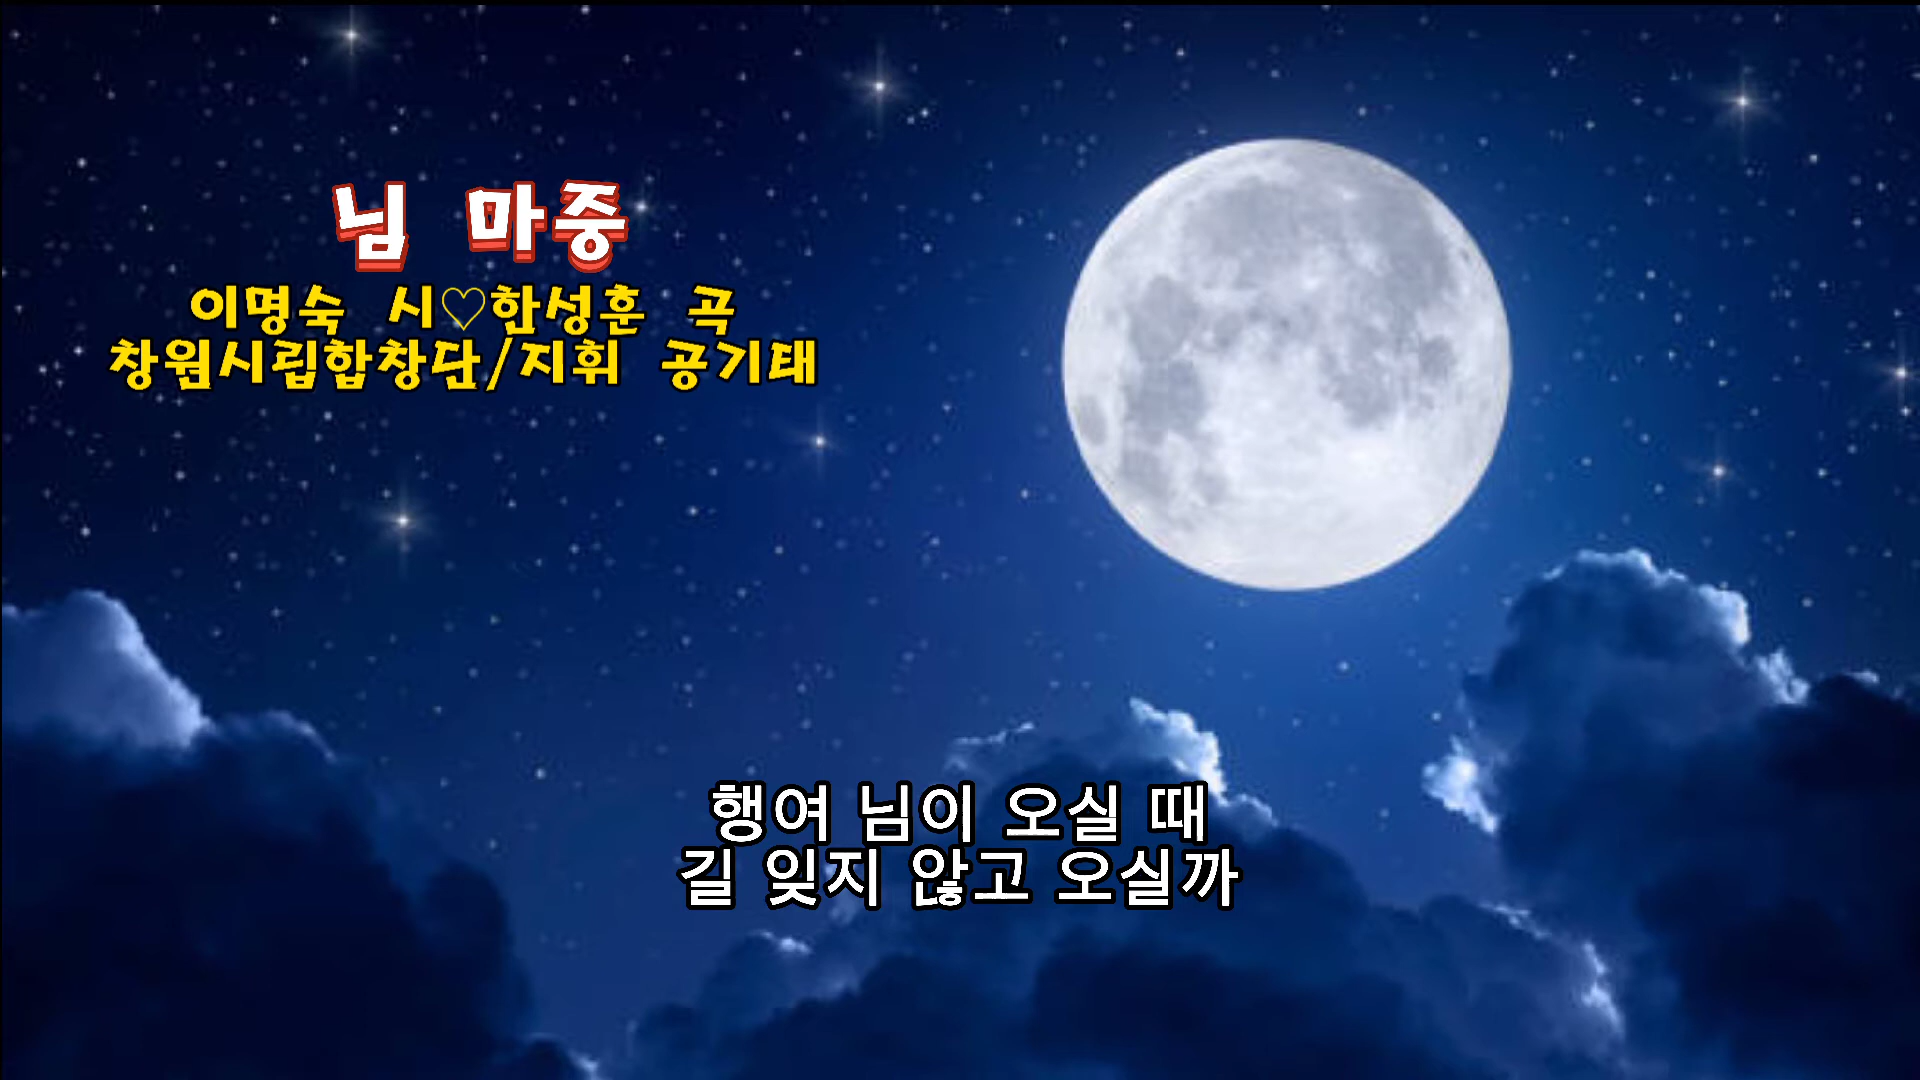 님 마중
이명숙 시♡한성훈 곡
창원시립합창단/지휘 공기태
행여 님이 오실 때
길 잊지 않고 오실까